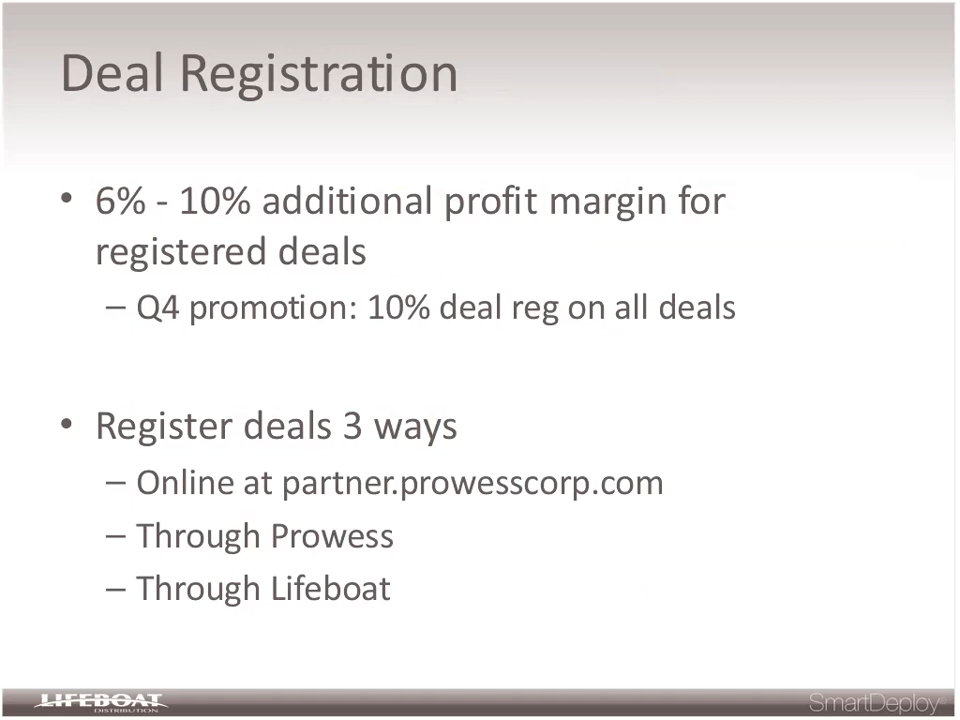 Deal Registration
• 6% - 10% additional profit margin for
registered deals
– Q4 promotion: 10% deal reg on all deals
• Register deals 3 ways
– Online at partner.prowesscorp.com
– Through Prowess
– Through Lifeboat
LIFEBOAT
DISTRIBUTION
SmartDeploy